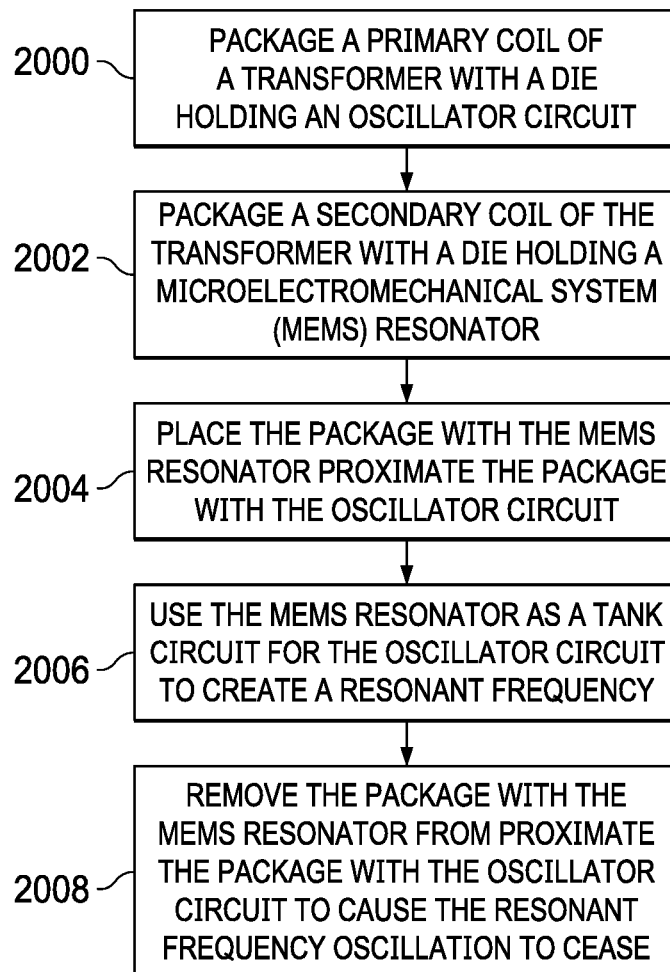 2000
PACKAGE A PRIMARY COIL OF
A TRANSFORMER WITH A DIE
HOLDING AN OSCILLATOR CIRCUIT
2002
PACKAGE A SECONDARY COIL OF THE
TRANSFORMER WITH A DIE HOLDING A
MICROELECTROMECHANICAL SYSTEM
(MEMS) RESONATOR
2004
PLACE THE PACKAGE WITH THE MEMS
RESONATOR PROXIMATE THE PACKAGE
WITH THE OSCILLATOR CIRCUIT
2006
USE THE MEMS RESONATOR AS A TANK
CIRCUIT FOR THE OSCILLATOR CIRCUIT
TO CREATE A RESONANT FREQUENCY
2008
REMOVE THE PACKAGE WITH THE
MEMS RESONATOR FROM PROXIMATE
THE PACKAGE WITH THE OSCILLATOR
CIRCUIT TO CAUSE THE RESONANT
FREQUENCY OSCILLATION TO CEASE